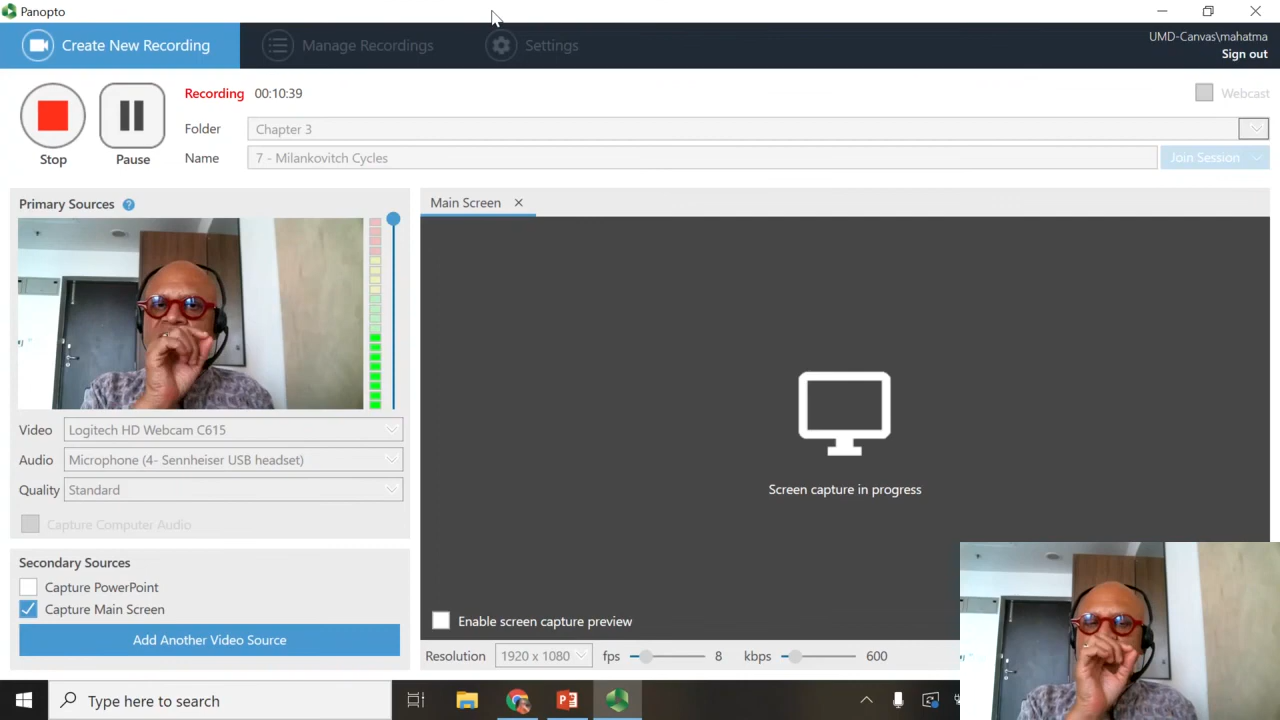 Panopto
Create New Recording
Manage Recordings
Settings
UMD-Canvas\mahatma
Sign out
Recording 00:10:39
Webcast
Folder Chapter 3
Name 7 - Milankovitch Cycles
Join Session
Stop
Pause
Primary Sources ?
Main Screen
Video Logitech HD Webcam C615
Audio Microphone (4- Sennheiser USB headset)
Quality Standard
Capture Computer Audio
Screen capture in progress
Secondary Sources
Capture PowerPoint
Capture Main Screen
Add Another Video Source
Enable screen capture preview
Resolution 1920 x 1080 fps 8 kbps 600
Type here to search